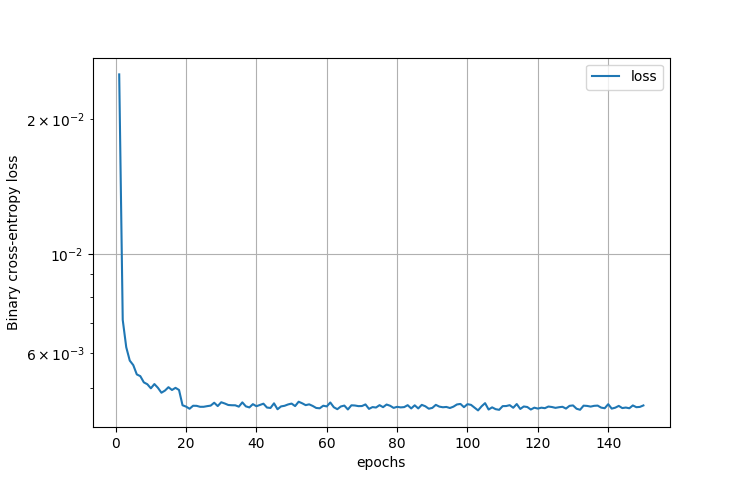 loss
2 × 10⁻²
10⁻²
6 × 10⁻³
Binary cross-entropy loss
0 20 40 60 80 100 120 140
epochs